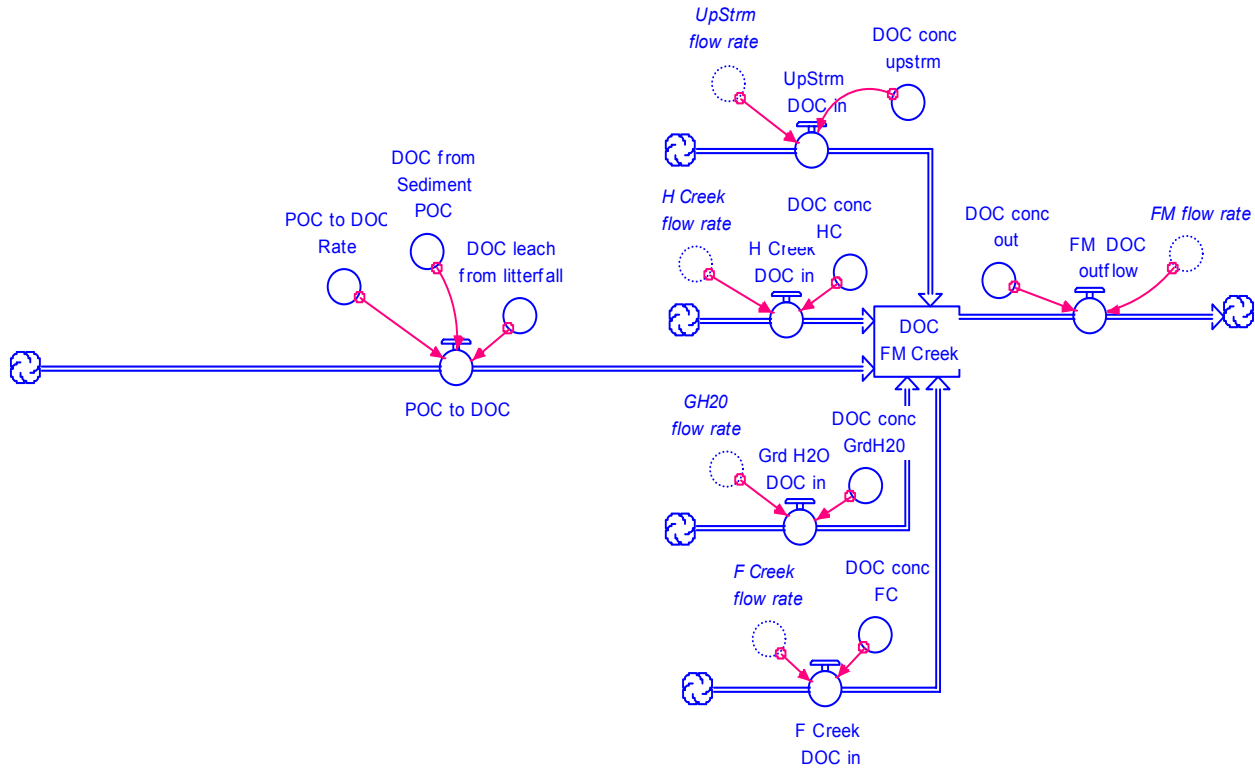 UpStrm
flow rate
DOC conc
upstrm
UpStrm
DOC in
DOC from
Sediment
POC
POC to DOC
Rate
DOC leach
from litterfall
POC to DOC
H Creek
flow rate
DOC conc
HC
H Creek
DOC in
DOC conc
out
FM DOC
outflow
FM flow rate
DOC
FM Creek
GH20
flow rate
DOC conc
GrdH20
Grd H2O
DOC in
F Creek
flow rate
DOC conc
FC
F Creek
DOC in